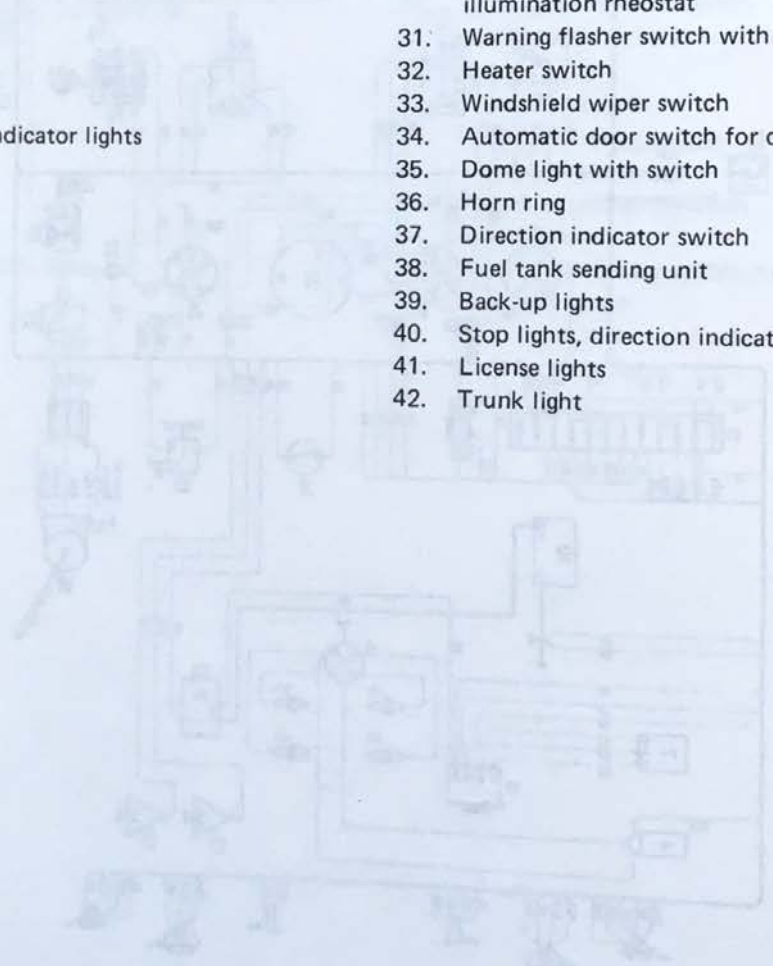 illumination rheostat
31. Warning flasher switch with
32. Heater switch
33. Windshield wiper switch
dicator lights
34. Automatic door switch for
35. Dome light with switch
36. Horn ring
37. Direction indicator switch
38. Fuel tank sending unit
39. Back-up lights
40. Stop lights, direction indicat
41. License lights
42. Trunk light